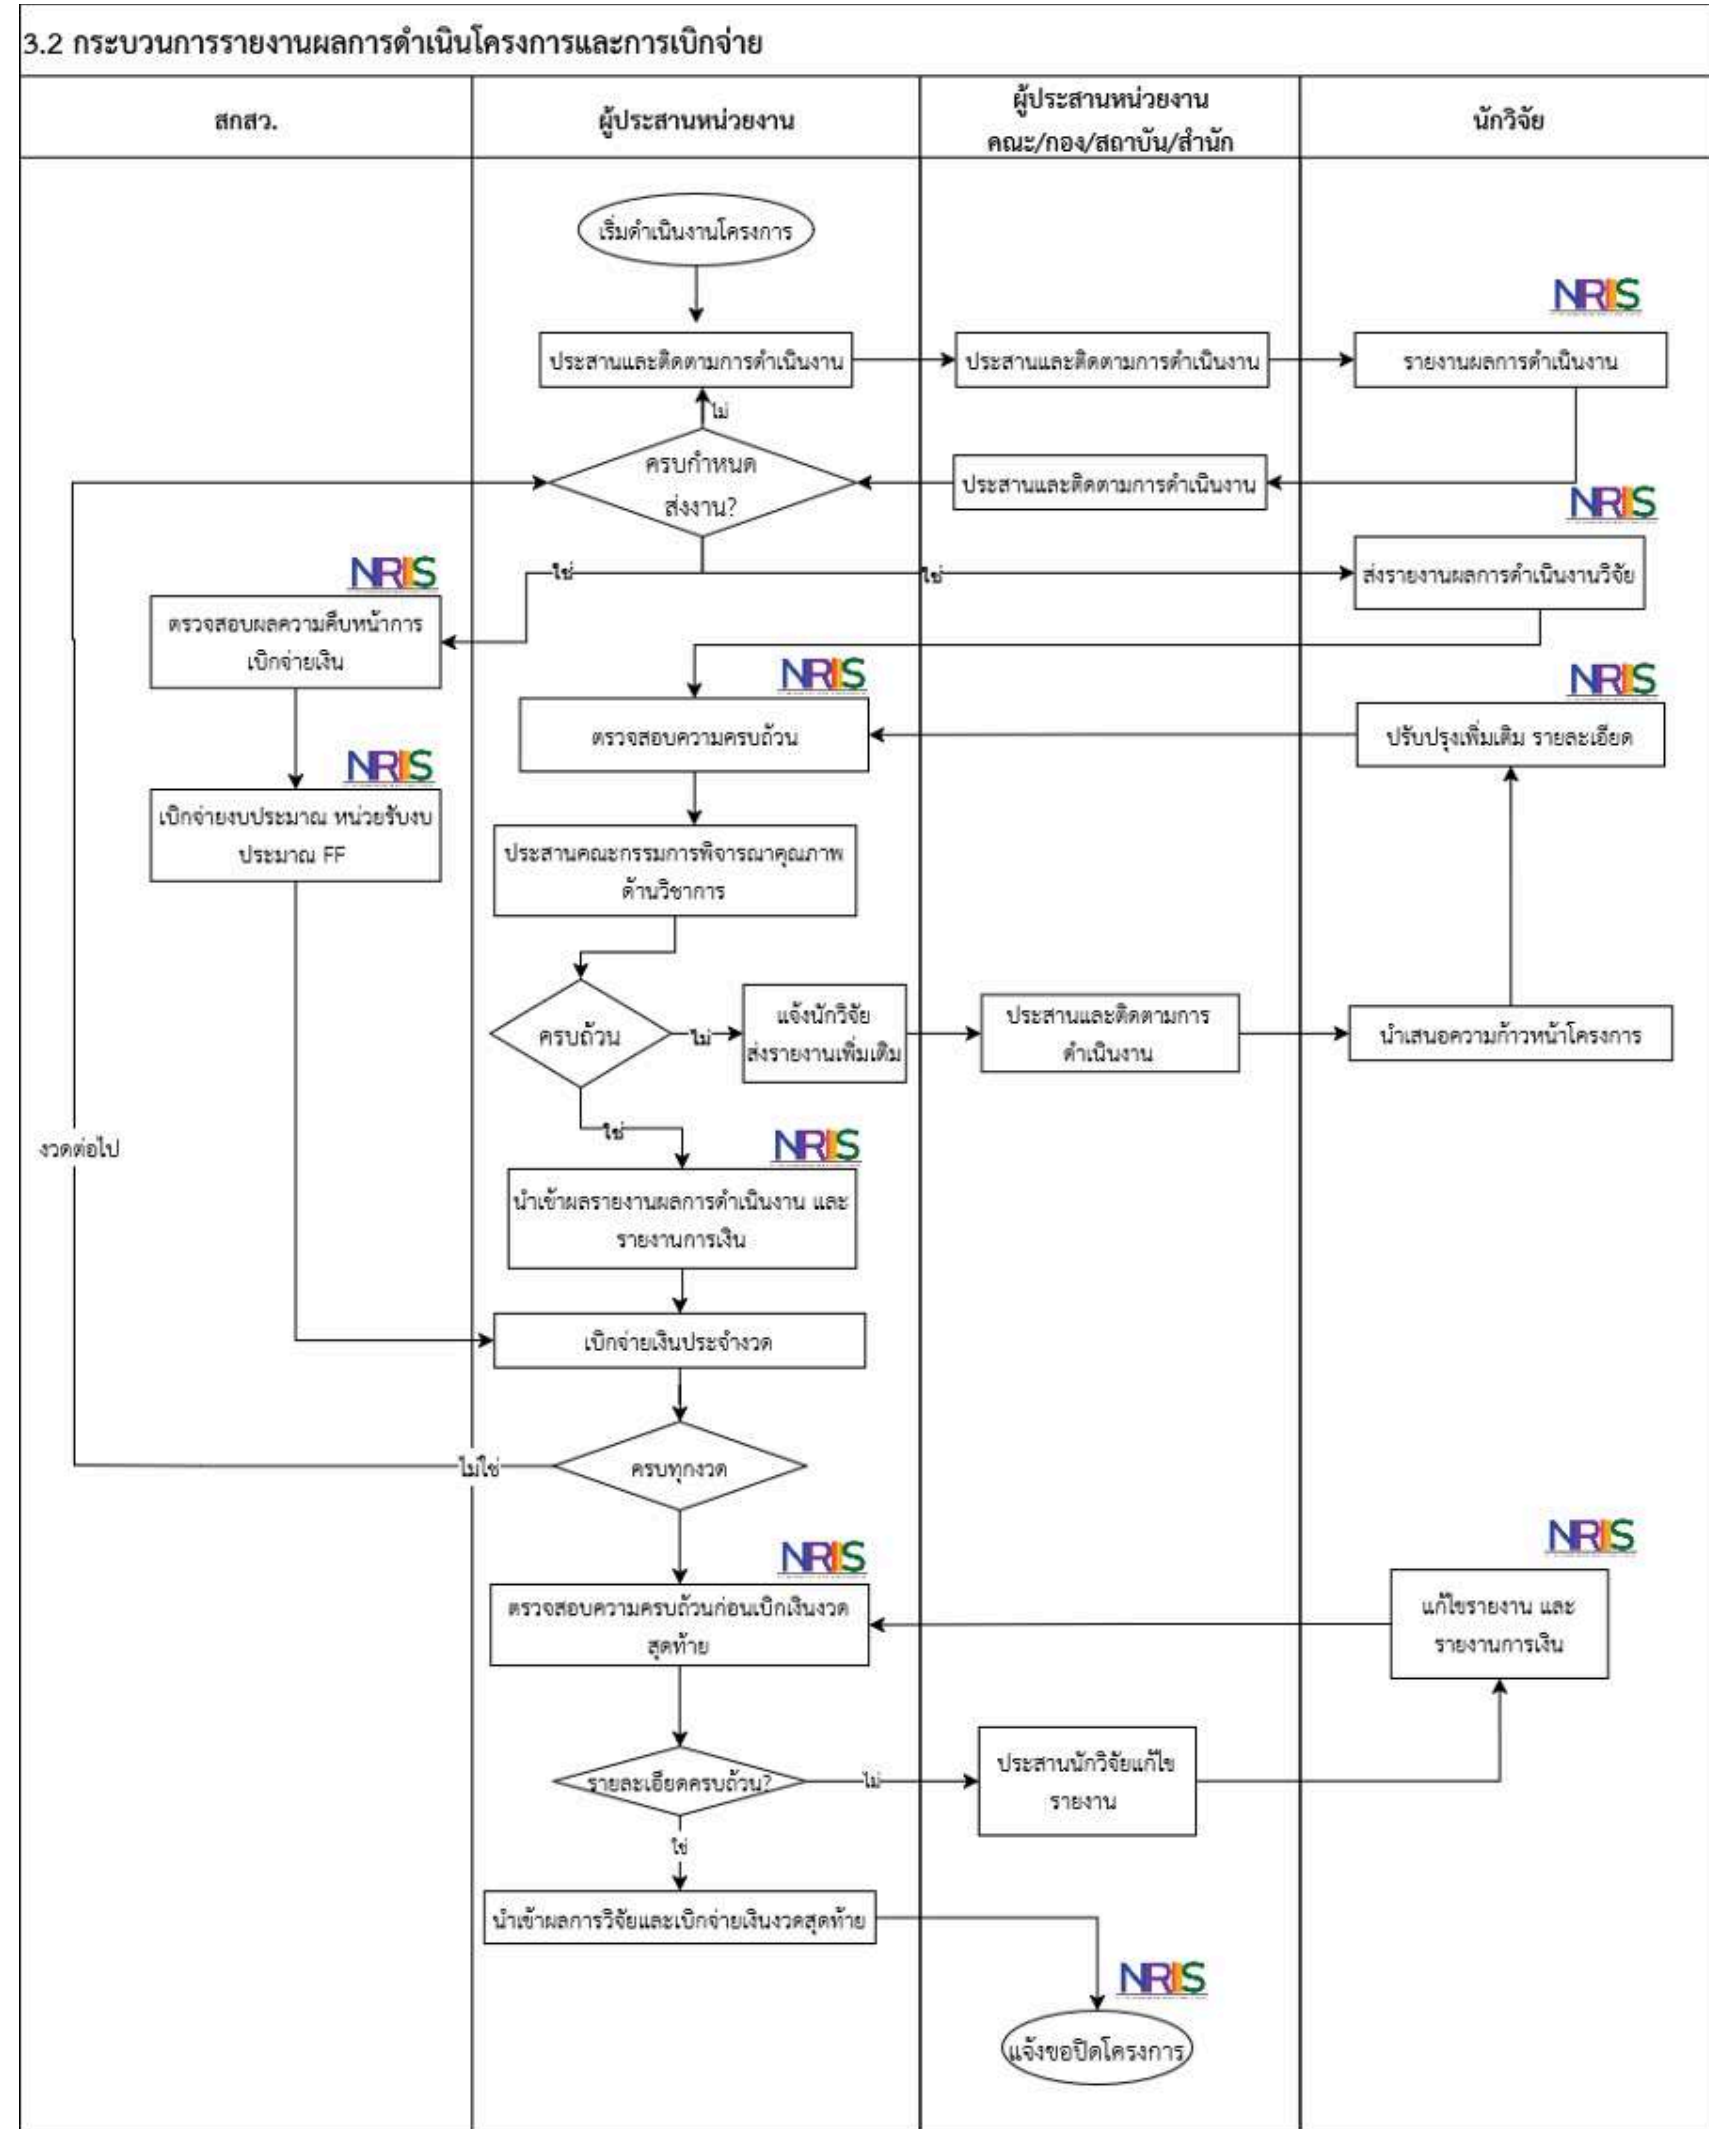 3.2 กระบวนการรายงานผลการดำเนินโครงการและการเบิกจ่าย
สกสว.
ผู้ประสานหน่วยงาน
ผู้ประสานหน่วยงาน
คณะ/กอง/สถาบัน/สำนัก
นักวิจัย
เริ่มดำเนินงานโครงการ
NRIIS
ประสานและติดตามการดำเนินงาน
ประสานและติดตามการดำเนินงาน
รายงานผลการดำเนินงาน
ไม่
ครบกำหนด
ส่งงาน?
ประสานและติดตามการดำเนินงาน
NRIIS
ใช่
ใช่
ส่งรายงานผลการดำเนินงานวิจัย
NRIIS
ตรวจสอบผลความคืบหน้าการ
เบิกจ่ายเงิน
NRIIS
NRIIS
ตรวจสอบความครบถ้วน
ปรับปรุงเพิ่มเติม รายละเอียด
NRIIS
เบิกจ่ายงบประมาณ หน่วยรับงบ
ประมาณ FF
ประสานคณะกรรมการพิจารณาคุณภาพ
ด้านวิชาการ
ครบถ้วน
ไม่
แจ้งนักวิจัย
ส่งรายงานเพิ่มเติม
ประสานและติดตามการ
ดำเนินงาน
นำเสนอความก้าวหน้าโครงการ
ใช่
NRIIS
งวดต่อไป
นำเข้าผลรายงานผลการดำเนินงาน และ
รายงานการเงิน
เบิกจ่ายเงินประจำงวด
ไม่ใช่
ครบทุกงวด
NRIIS
NRIIS
ตรวจสอบความครบถ้วนก่อนเบิกเงินงวด
สุดท้าย
แก้ไขรายงาน และ
รายงานการเงิน
รายละเอียดครบถ้วน?
ไม่
ประสานนักวิจัยแก้ไข
รายงาน
ใช่
นำเข้าผลการวิจัยและเบิกจ่ายเงินงวดสุดท้าย
NRIIS
แจ้งขอปิดโครงการ